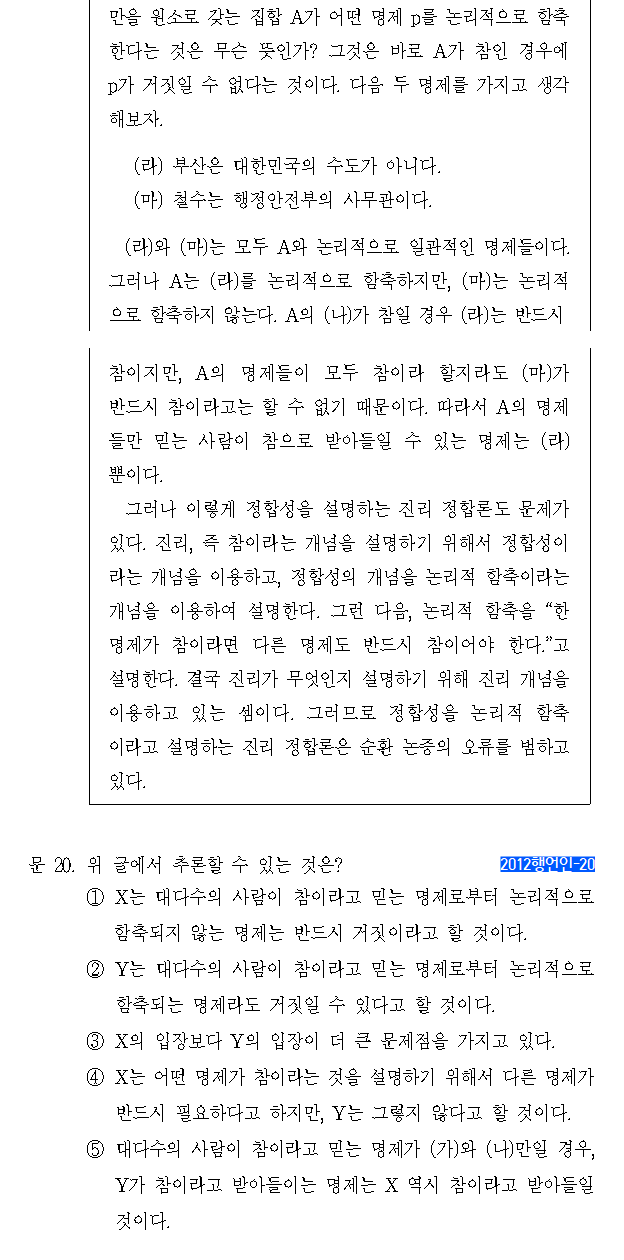 만을 원소로 갖는 집합 A가 어떤 명제 p를 논리적으로 함축
한다는 것은 무슨 뜻인가? 그것은 바로 A가 참인 경우에
p가 거짓일 수 없다는 것이다. 다음 두 명제를 가지고 생각
해보자.
(라) 부산은 대한민국의 수도가 아니다.
(마) 철수는 행정안전부의 사무관이다.
(라)와 (마)는 모두 A와 논리적으로 일관적인 명제들이다.
그러나 A는 (라)를 논리적으로 함축하지만, (마)는 논리적
으로 함축하지 않는다. A의 (나)가 참일 경우 (라)는 반드시
참이지만, A의 명제들이 모두 참이라 할지라도 (마)가
반드시 참이라고는 할 수 없기 때문이다. 따라서 A의 명제
들만 믿는 사람이 참으로 받아들일 수 있는 명제는 (라)
뿐이다.
그러나 이렇게 정합성을 설명하는 진리 정합론도 문제가
있다. 진리, 즉 참이라는 개념을 설명하기 위해서 정합성이
라는 개념을 이용하고, 정합성의 개념을 논리적 함축이라는
개념을 이용하여 설명한다. 그런 다음, 논리적 함축을 “한
명제가 참이라면 다른 명제도 반드시 참이어야 한다.”고
설명한다. 결국 진리가 무엇인지 설명하기 위해 진리 개념을
이용하고 있는 셈이다. 그러므로 정합성을 논리적 함축
이라고 설명하는 진리 정합론은 순환 논증의 오류를 범하고
있다.
문 20. 위 글에서 추론할 수 있는 것은? 2012행언인-20
① X는 대다수의 사람이 참이라고 믿는 명제로부터 논리적으로
함축되지 않는 명제는 반드시 거짓이라고 할 것이다.
② Y는 대다수의 사람이 참이라고 믿는 명제로부터 논리적으로
함축되는 명제라도 거짓일 수 있다고 할 것이다.
③ X의 입장보다 Y의 입장이 더 큰 문제점을 가지고 있다.
④ X는 어떤 명제가 참이라는 것을 설명하기 위해서 다른 명제가
반드시 필요하다고 하지만, Y는 그렇지 않다고 할 것이다.
⑤ 대다수의 사람이 참이라고 믿는 명제가 (가)와 (나)만일 경우,
Y가 참이라고 받아들이는 명제는 X 역시 참이라고 받아들일
것이다.